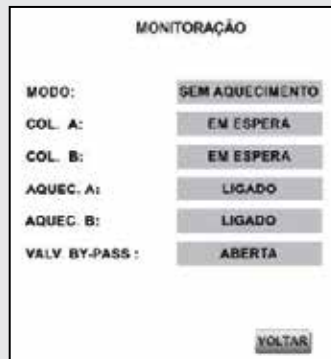 MONITORAÇÃO
MODO: SEM AQUECIMENTO
COL. A: EM ESPERA
COL. B: EM ESPERA
AQUEC. A: LIGADO
AQUEC. B: LIGADO
VALV. BY-PASS : ABERTA
VOLTAR